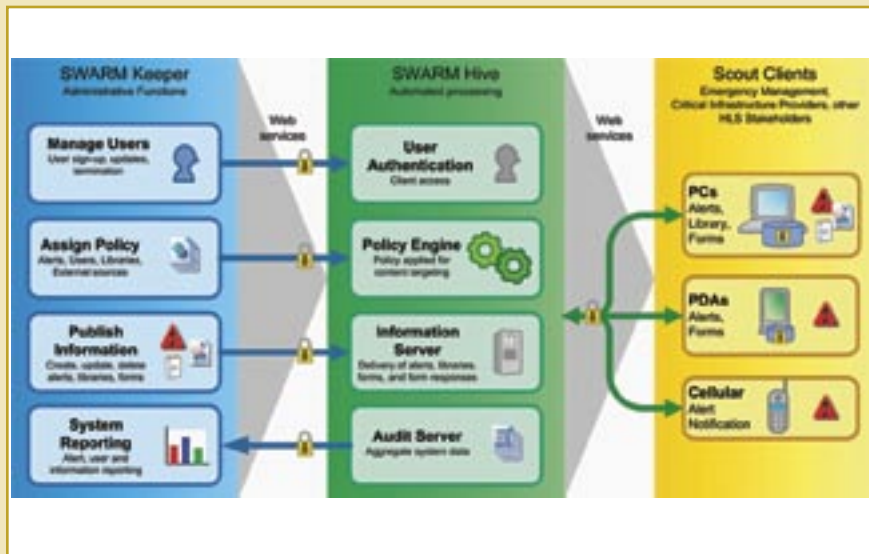 SWARM Keeper
Administrative Functions
Manage Users
User sign-up, updates,
termination
Assign Policy
Alerts, Users, Libraries,
External sources
Publish
Information
Create, update, delete
alerts, libraries, forms
System
Reporting
Alert, user and
information reporting
Web
services
SWARM Hive
Automated processing
User
Authentication
Client access
Policy Engine
Policy applied for
content targeting
Information
Server
Delivery of alerts, libraries,
forms, and form responses
Audit Server
Aggregate system data
Web
services
Scout Clients
Emergency Management,
Critical Infrastructure Providers, other
HLS Stakeholders
PCs
Alerts,
Library,
Forms
PDAs
Alerts,
Forms
Cellular
Alert
Notification